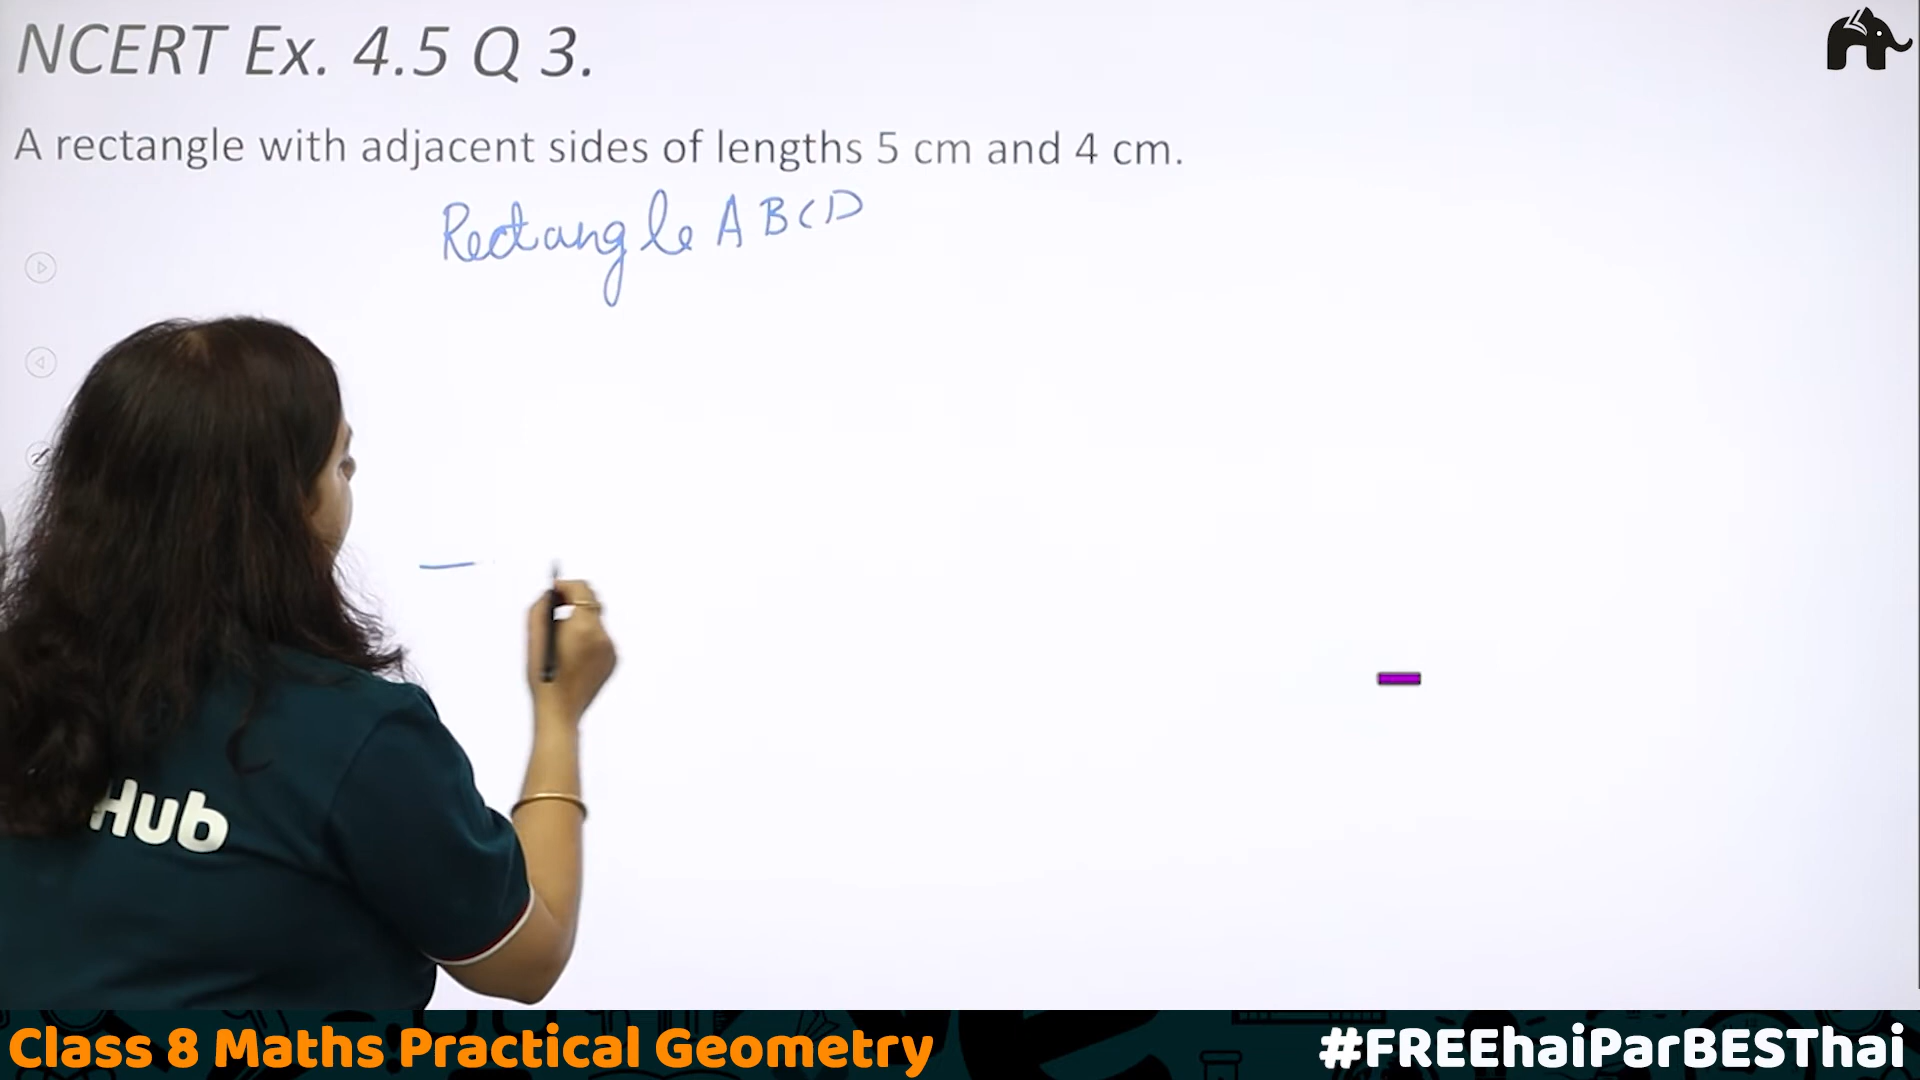 NCERT Ex. 4.5 Q 3.
A rectangle with adjacent sides of lengths 5 cm and 4 cm.
Rectangle ABCD
Hub
Class 8 Maths Practical Geometry
#FREEhaiParBESThai